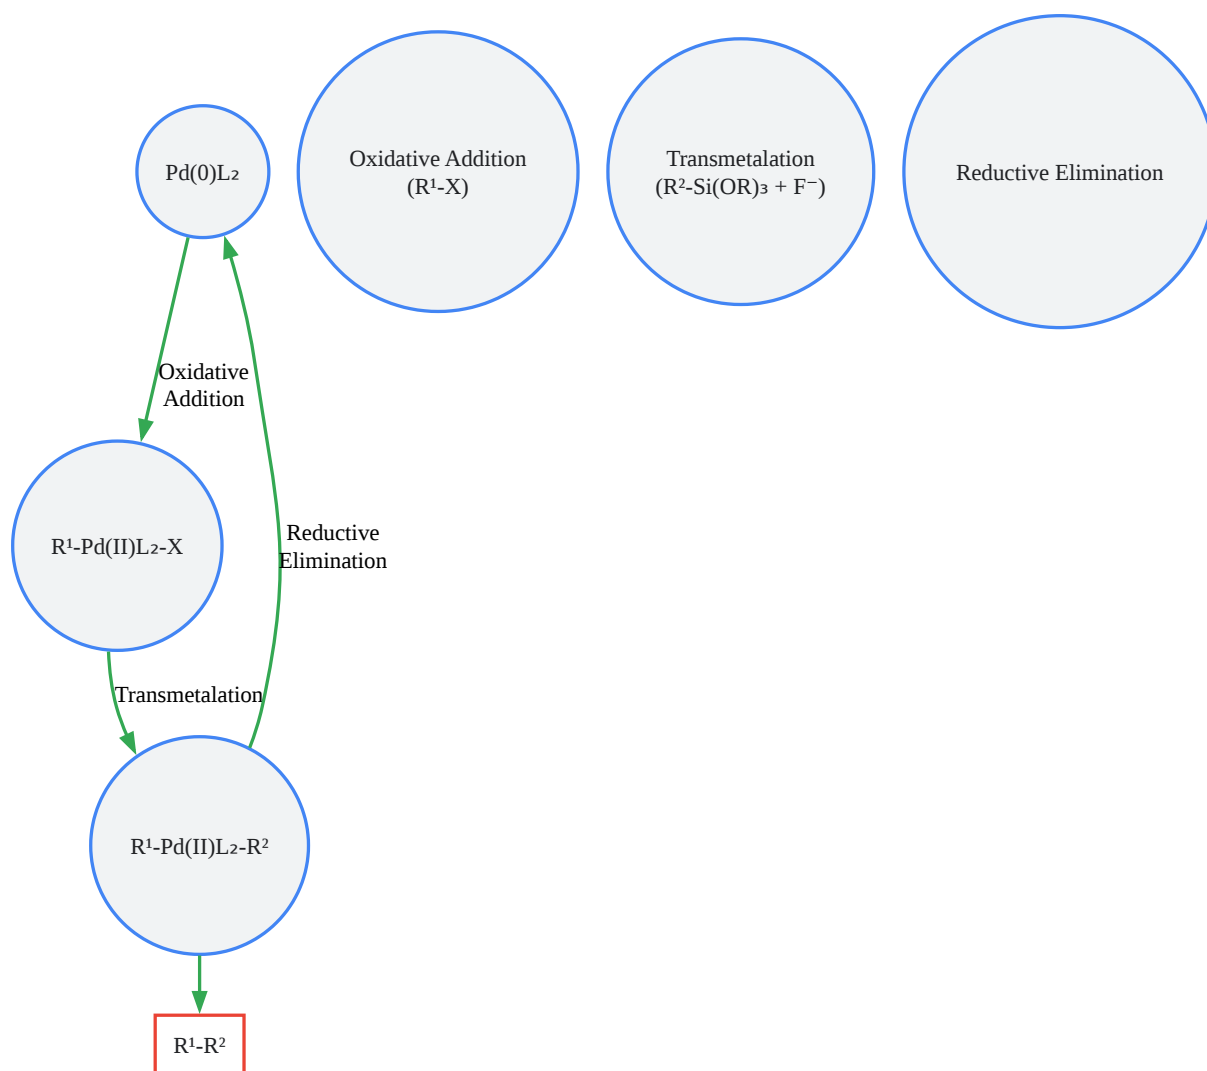 Pd(0)L₂
Oxidative Addition
(R¹-X)
Transmetalation
(R²-Si(OR)₃ + F⁻)
Reductive Elimination
Oxidative
Addition
Reductive
Elimination
R¹-Pd(II)L₂-X
Transmetalation
R¹-Pd(II)L₂-R²
R¹-R²